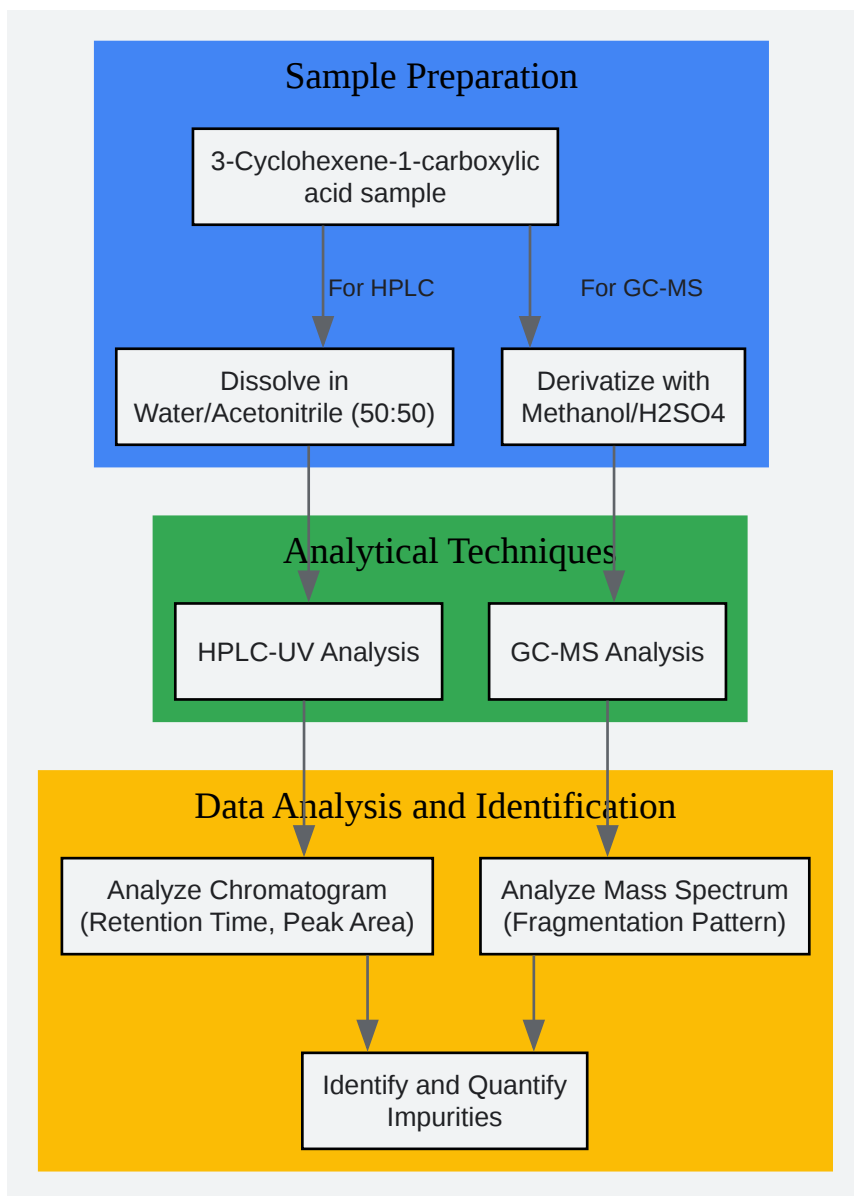 Sample Preparation
3-Cyclohexene-1-carboxylic
acid sample
For HPLC
For GC-MS
Dissolve in
Water/Acetonitrile (50:50)
Derivatize with
Methanol/H2SO4
Analytical Techniques
HPLC-UV Analysis
GC-MS Analysis
Data Analysis and Identification
Analyze Chromatogram
(Retention Time, Peak Area)
Analyze Mass Spectrum
(Fragmentation Pattern)
Identify and Quantify
Impurities